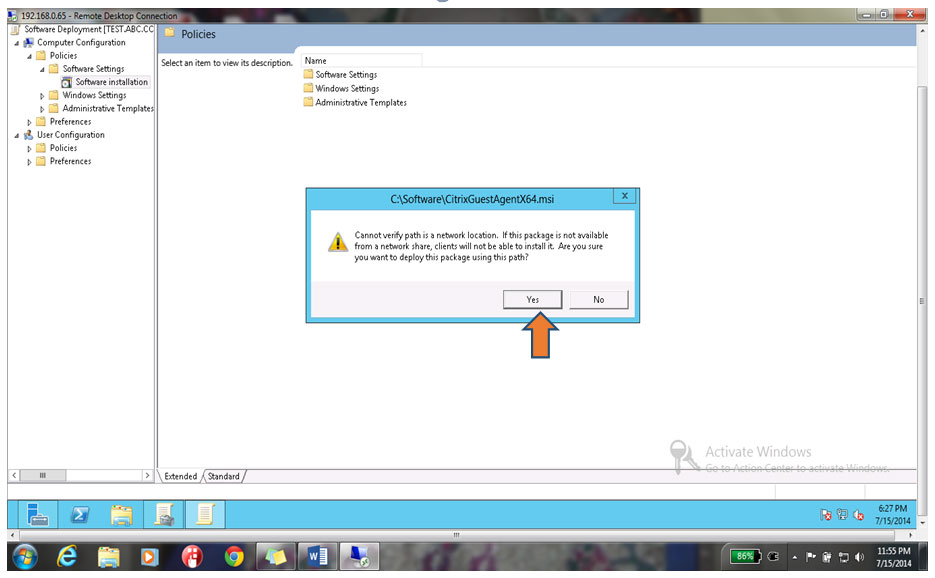 192.168.0.65 - Remote Desktop Connection
Software Deployment [TEST.ABC.CC
Computer Configuration
Policies
Software Settings
Software installation
Windows Settings
Administrative Templates
Preferences
User Configuration
Policies
Preferences
Policies
Select an item to view its description.
Name
Software Settings
Windows Settings
Administrative Templates
C:\Software\CitrixGuestAgentX64.msi
x
Cannot verify path is a network location. If this package is not available
from a network share, clients will not be able to install it. Are you sure
you want to deploy this package using this path?
Yes
No
Activate Windows
Go to Action Center to activate Windows.
Extended
Standard
6:27 PM
7/15/2014
86%
11:55 PM
7/15/2014